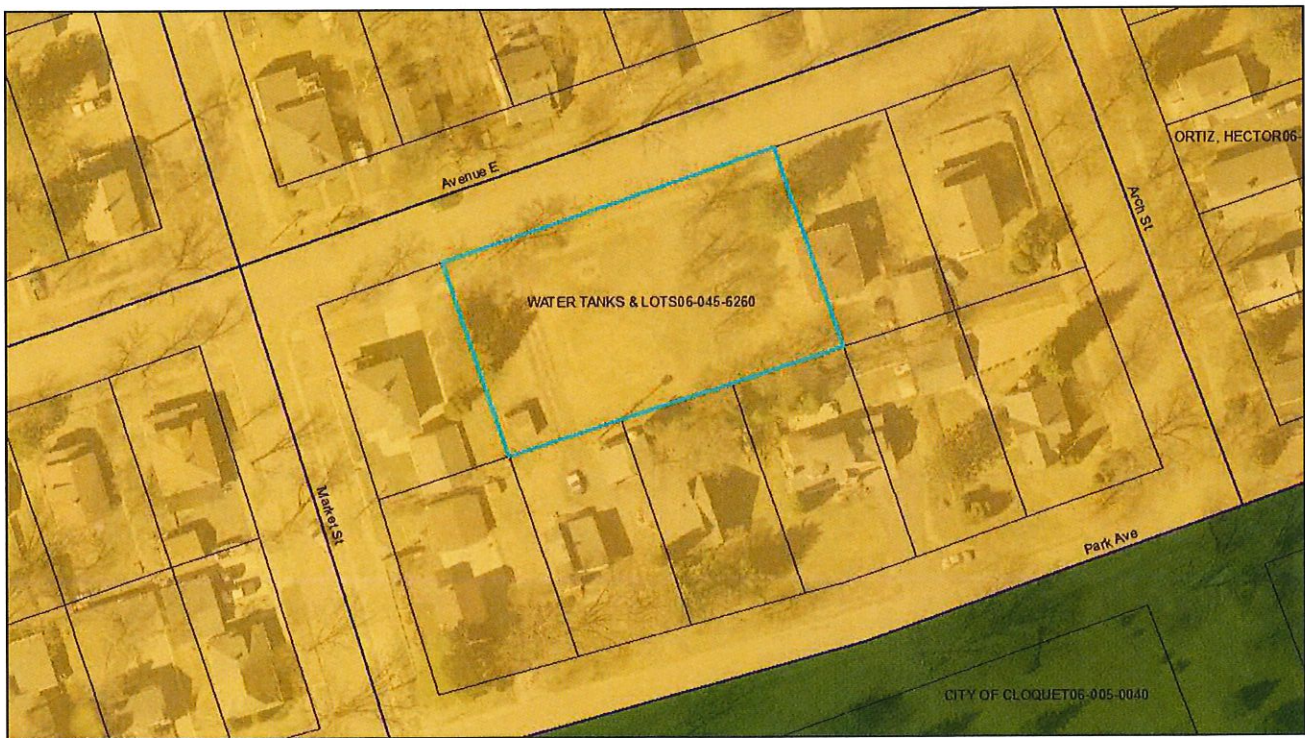 ORTIZ, HECTOR06-
Avenue E
Arch St
WATER TANKS & LOTS06-045-6260
Market St
Park Ave
CITY OF CLOQUET06-005-0040